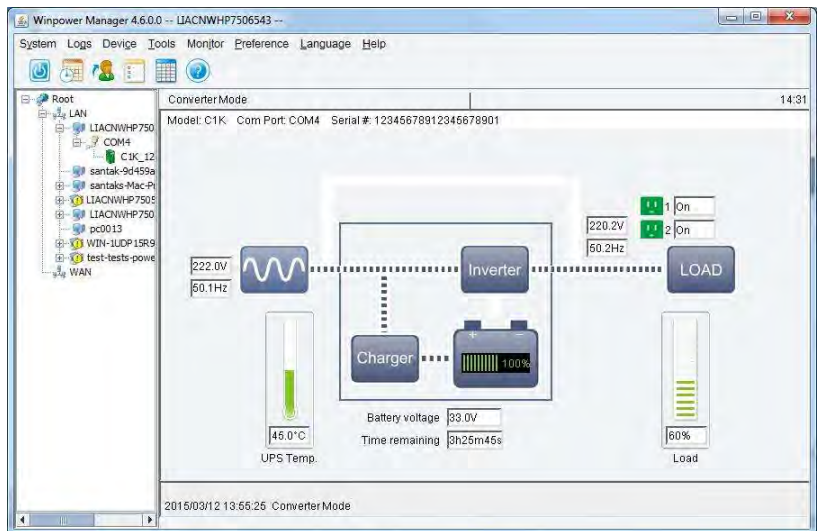 Winpower Manager 4.6.0.0 -- LIACNWHP7506543 --
System Logs Device Tools Monitor Preference Language Help
Root
LAN
LIACNWHP750
COM4
C1K_12
santak-9d459a
santaks-Mac-Pr
LIACNWHP7505
LIACNWHP750
pc0013
WIN-1UDP15R9
test-tests-powe
WAN
Converter Mode 14:31
Model: C1K Com Port: COM4 Serial #: 12345678912345678901
1 On
2 On
220.2V
50.2Hz
222.0V
50.1Hz
Inverter
LOAD
Charger
+ −
100%
Battery voltage 33.0V
Time remaining 3h25m45s
45.0°C
UPS Temp.
60%
Load
2015/03/12 13:55:25 Converter Mode